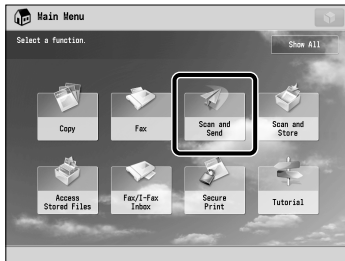 Main Menu
Select a function.
Show All
Copy
Fax
Scan and
Send
Scan and
Store
Access
Stored Files
Fax/I-Fax
Inbox
Secure
Print
Tutorial